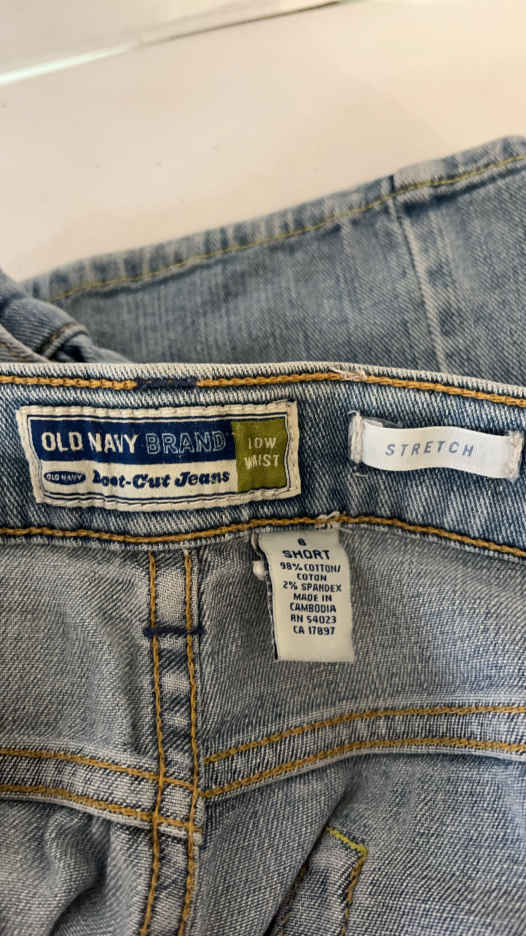 OLD NAVY BRAND
LOW
WAIST
OLD NAVY Boot-Cut Jeans
STRETCH
6
SHORT
98% COTTON/
COTON
2% SPANDEX
MADE IN
CAMBODIA
RN 54023
CA 17897